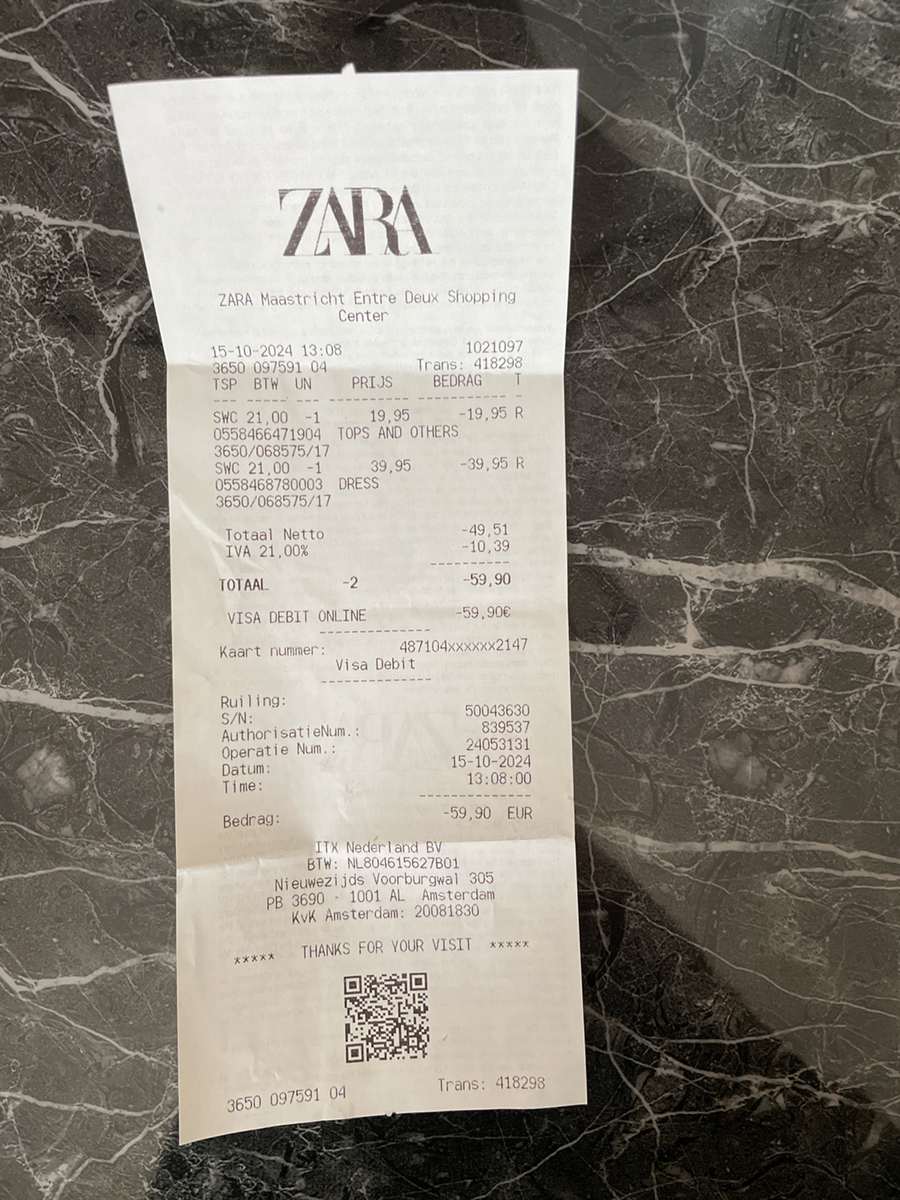 ZARA
ZARA Maastricht Entre Deux Shopping
Center
15-10-2024 13:08 1021097
3650 097591 04 Trans: 418298
TSP BTW UN PRIJS BEDRAG T
--- ----- --- ---------- ----------- -
SWC 21,00 -1 19,95 -19,95 R
0558466471904 TOPS AND OTHERS
3650/068575/17
SWC 21,00 -1 39,95 -39,95 R
0558468780003 DRESS
3650/068575/17
Totaal Netto -49,51
IVA 21,00% -10,39
----------
TOTAAL -2 -59,90
VISA DEBIT ONLINE -59,90€
--------------
Kaart nummer: 487104xxxxxx2147
Visa Debit
--------------
Ruiling:
S/N: 50043630
AuthorisatieNum.: 839537
Operatie Num.: 24053131
Datum: 15-10-2024
Time: 13:08:00
--------------
Bedrag: -59,90 EUR
ITX Nederland BV
BTW: NL804615627B01
Nieuwezijds Voorburgwal 305
PB 3690 - 1001 AL Amsterdam
KvK Amsterdam: 20081830
***** THANKS FOR YOUR VISIT *****
3650 097591 04 Trans: 418298